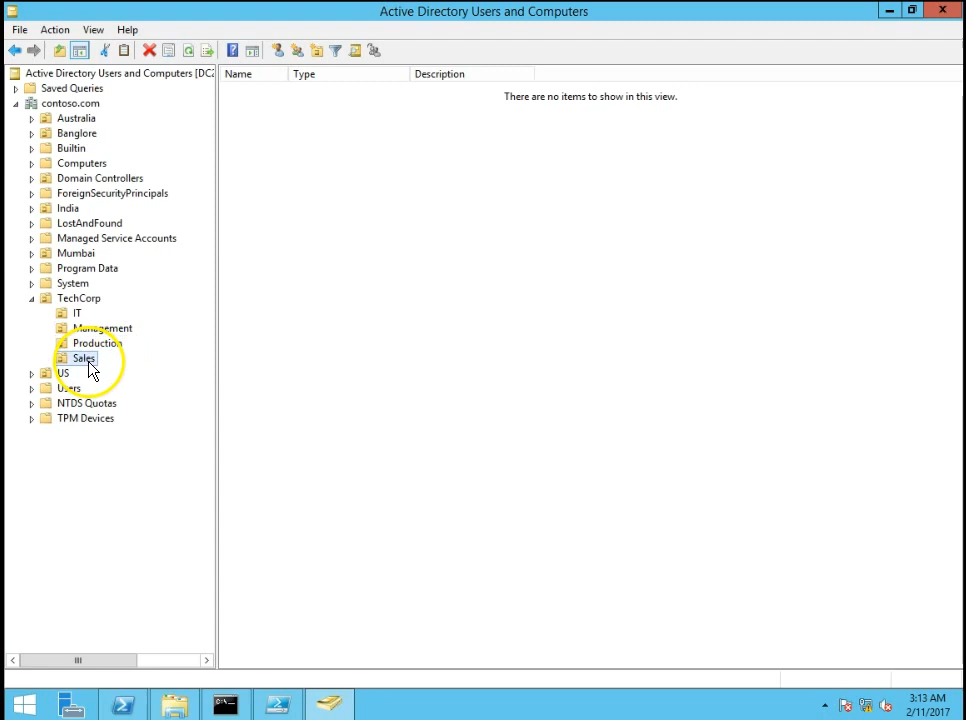 Active Directory Users and Computers
File Action View Help
Active Directory Users and Computers [DC2
Name Type Description
Saved Queries
There are no items to show in this view.
contoso.com
Australia
Banglore
Builtin
Computers
Domain Controllers
ForeignSecurityPrincipals
India
LostAndFound
Managed Service Accounts
Mumbai
Program Data
System
TechCorp
IT
Management
Production
Sales
US
Users
NTDS Quotas
TPM Devices
3:13 AM
2/11/2017